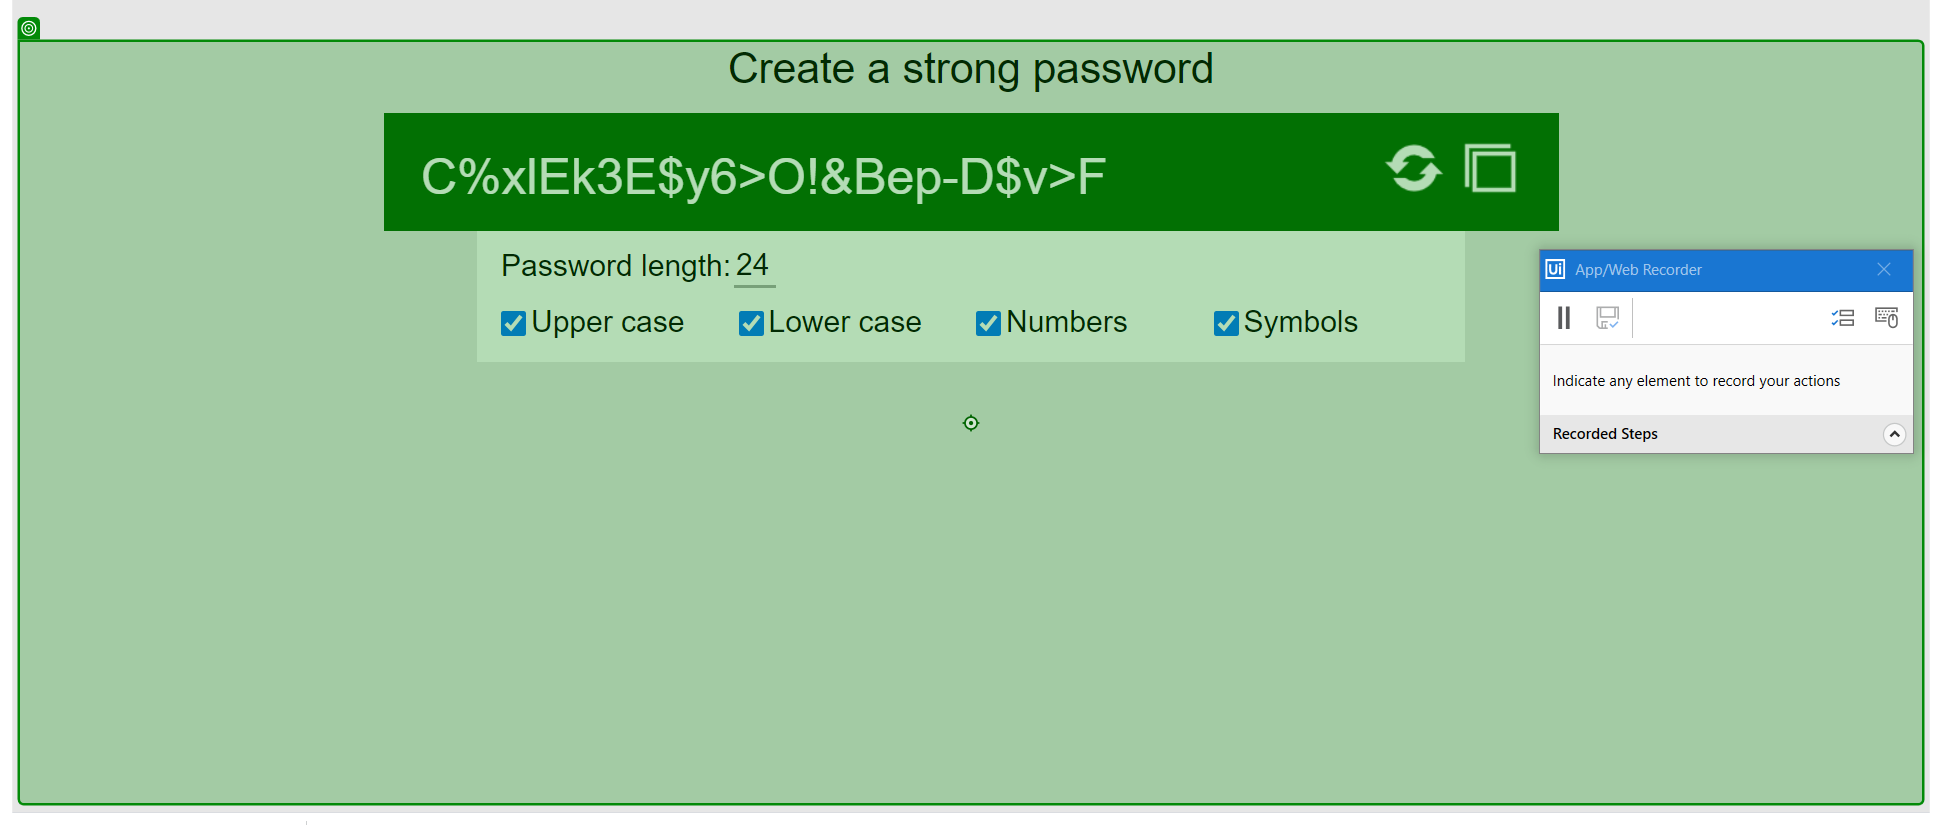 Create a strong password
C%xlEk3E$y6>O!&Bep-D$v>F
Password length: 24
Upper case Lower case Numbers Symbols
Ui App/Web Recorder
Indicate any element to record your actions
Recorded Steps